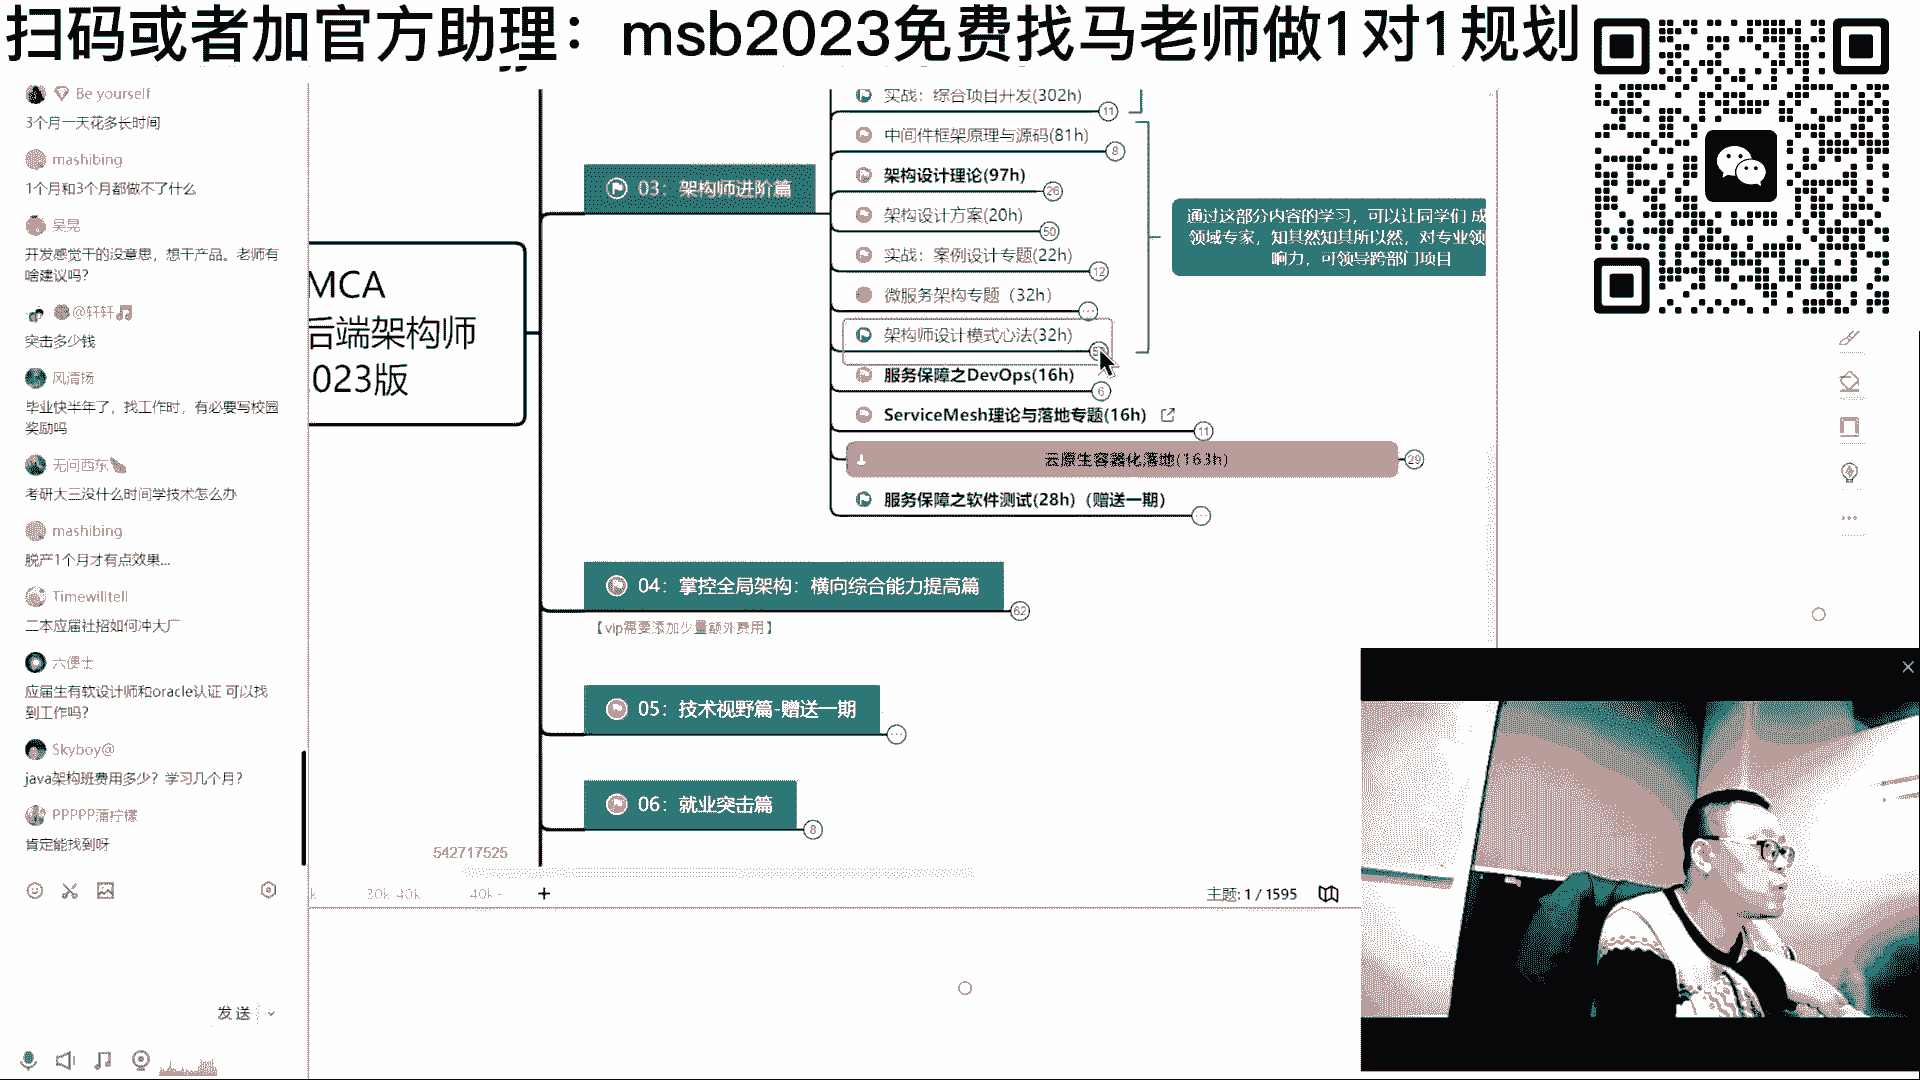 扫码或者加官方助理：msb2023免费找马老师做1对1规划
Be yourself
3个月一天花多长时间
mashibing
1个月和3个月都做不了什么
吴晃
开发感觉干的没意思，想干产品。老师有
啥建议吗？
@轩轩
突击多少钱
风清扬
毕业快半年了，找工作时，有必要写校园
奖励吗
无问西东
考研大三没什么时间学技术怎么办
mashibing
脱产1个月才有点效果...
Timewilltell
二本应届社招如何冲大厂
六便士
应届生有软设计师和oracle认证 可以找
到工作吗？
Skyboy@
java架构班费用多少？学习几个月？
PPPPP蒲柠檬
肯定能找到呀
发送
MCA
后端架构师
023版
03：架构师进阶篇
实战：综合项目开发(302h)
11
中间件框架原理与源码(81h)
8
架构设计理论(97h)
26
架构设计方案(20h)
50
实战：案例设计专题(22h)
12
微服务架构专题（32h）
架构师设计模式心法(32h)
服务保障之DevOps(16h)
6
ServiceMesh理论与落地专题(16h)
11
云原生容器化落地(163h)
29
服务保障之软件测试(28h)（赠送一期）
通过这部分内容的学习，可以让同学们 成
领域专家，知其然知其所以然，对专业领
响力，可领导跨部门项目
04：掌控全局架构：横向综合能力提高篇
62
【vip需要添加少量额外费用】
05：技术视野篇-赠送一期
06：就业突击篇
8
542717525
k
30k-40k
40k -
+
主题: 1 / 1595